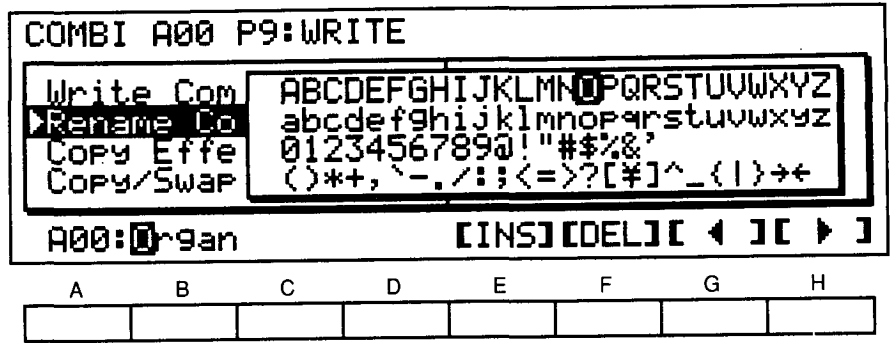 COMBI A00 P9:WRITE
Write Com
Rename Co
Copy Effe
Copy/Swap
ABCDEFGHIJKLMNOPQRSTUVWXYZ
abcdefghijklmnopqrstuvwxyz
0123456789@!"#$%&'
()*+,`-./:;<=>?[¥]^_{|}→←
A00:Organ [INS][DEL][ ◀ ][ ▶ ]
A B C D E F G H